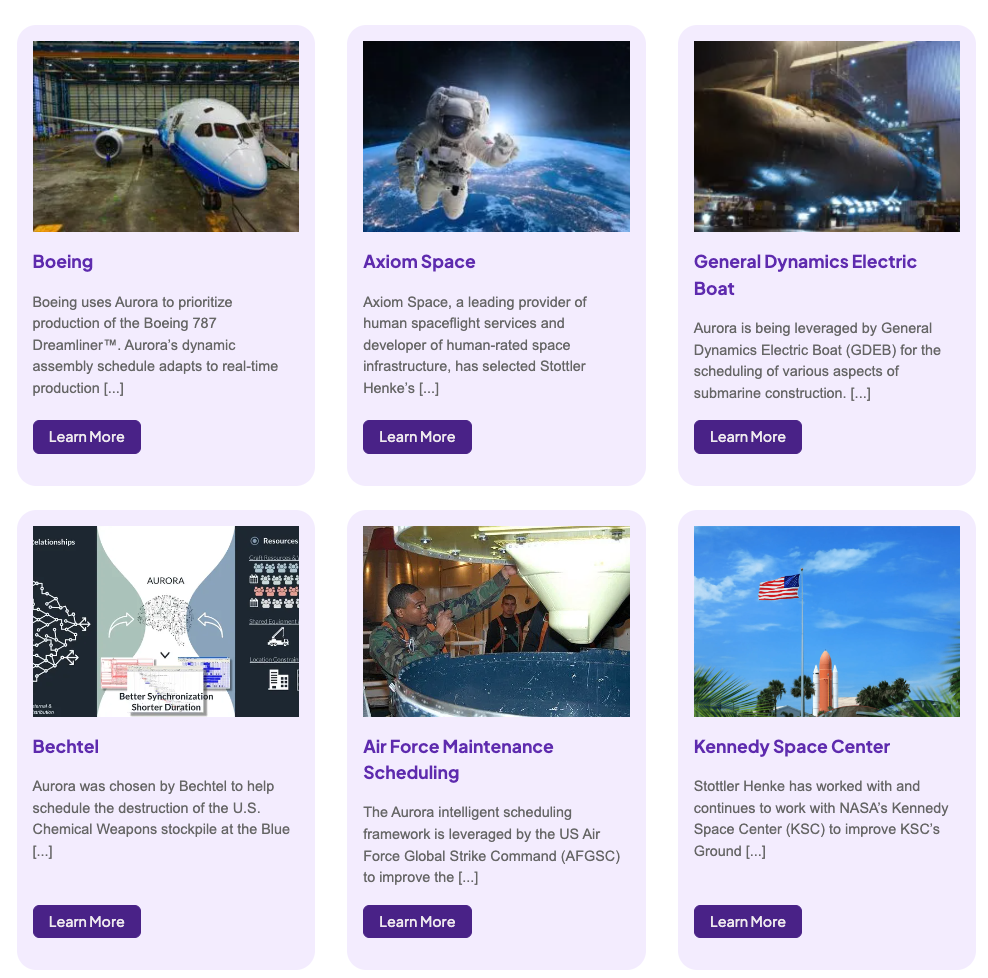 Boeing
Boeing uses Aurora to prioritize
production of the Boeing 787
Dreamliner™. Aurora’s dynamic
assembly schedule adapts to real-time
production [...]
Learn More
Axiom Space
Axiom Space, a leading provider of
human spaceflight services and
developer of human-rated space
infrastructure, has selected Stottler
Henke’s [...]
Learn More
General Dynamics Electric
Boat
Aurora is being leveraged by General
Dynamics Electric Boat (GDEB) for the
scheduling of various aspects of
submarine construction. [...]
Learn More
elationships
AURORA
Resources
Craft Resources &
Shared Equipment
Location Constrain
Better Synchronization
Shorter Duration
Bechtel
Aurora was chosen by Bechtel to help
schedule the destruction of the U.S.
Chemical Weapons stockpile at the Blue
[...]
Learn More
Air Force Maintenance
Scheduling
The Aurora intelligent scheduling
framework is leveraged by the US Air
Force Global Strike Command (AFGSC)
to improve the [...]
Learn More
Kennedy Space Center
Stottler Henke has worked with and
continues to work with NASA’s Kennedy
Space Center (KSC) to improve KSC’s
Ground [...]
Learn More